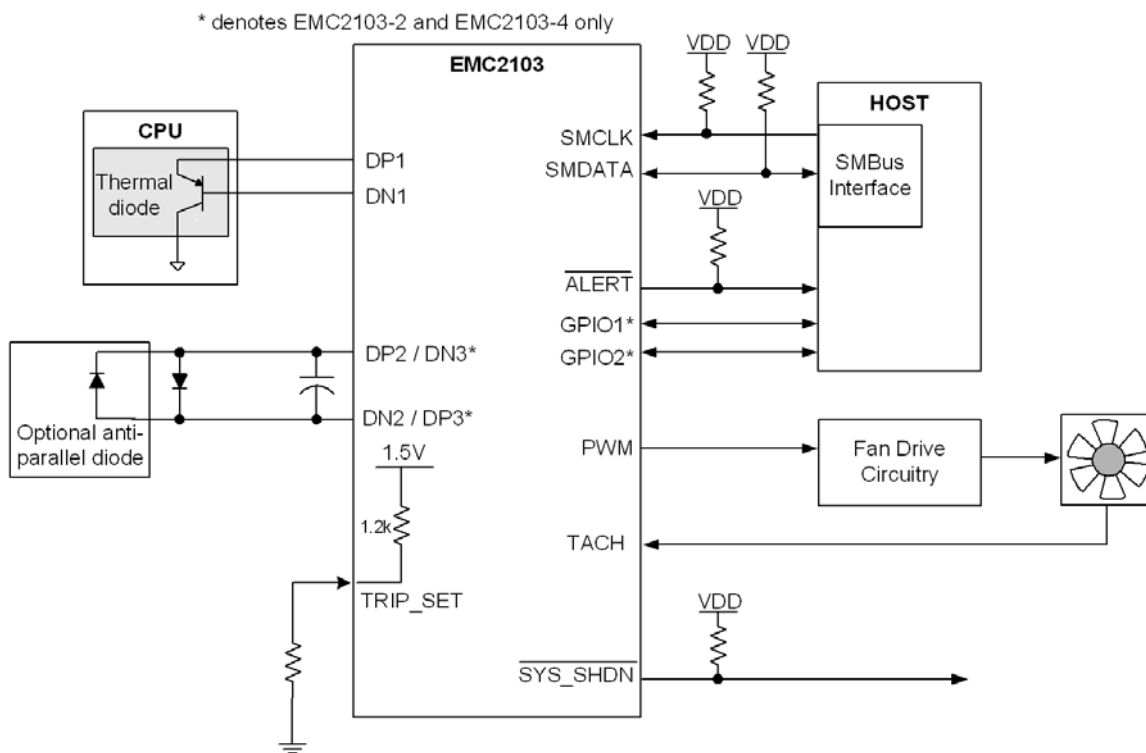 * denotes EMC2103-2 and EMC2103-4 only
EMC2103
CPU
Thermal
diode
DP1
DN1
DP2 / DN3*
DN2 / DP3*
Optional anti-
parallel diode
1.5V
1.2k
TRIP_SET
VDD
VDD
SMCLK
SMDATA
VDD
ALERT
GPIO1*
GPIO2*
HOST
SMBus
Interface
PWM
Fan Drive
Circuitry
TACH
VDD
SYS_SHDN